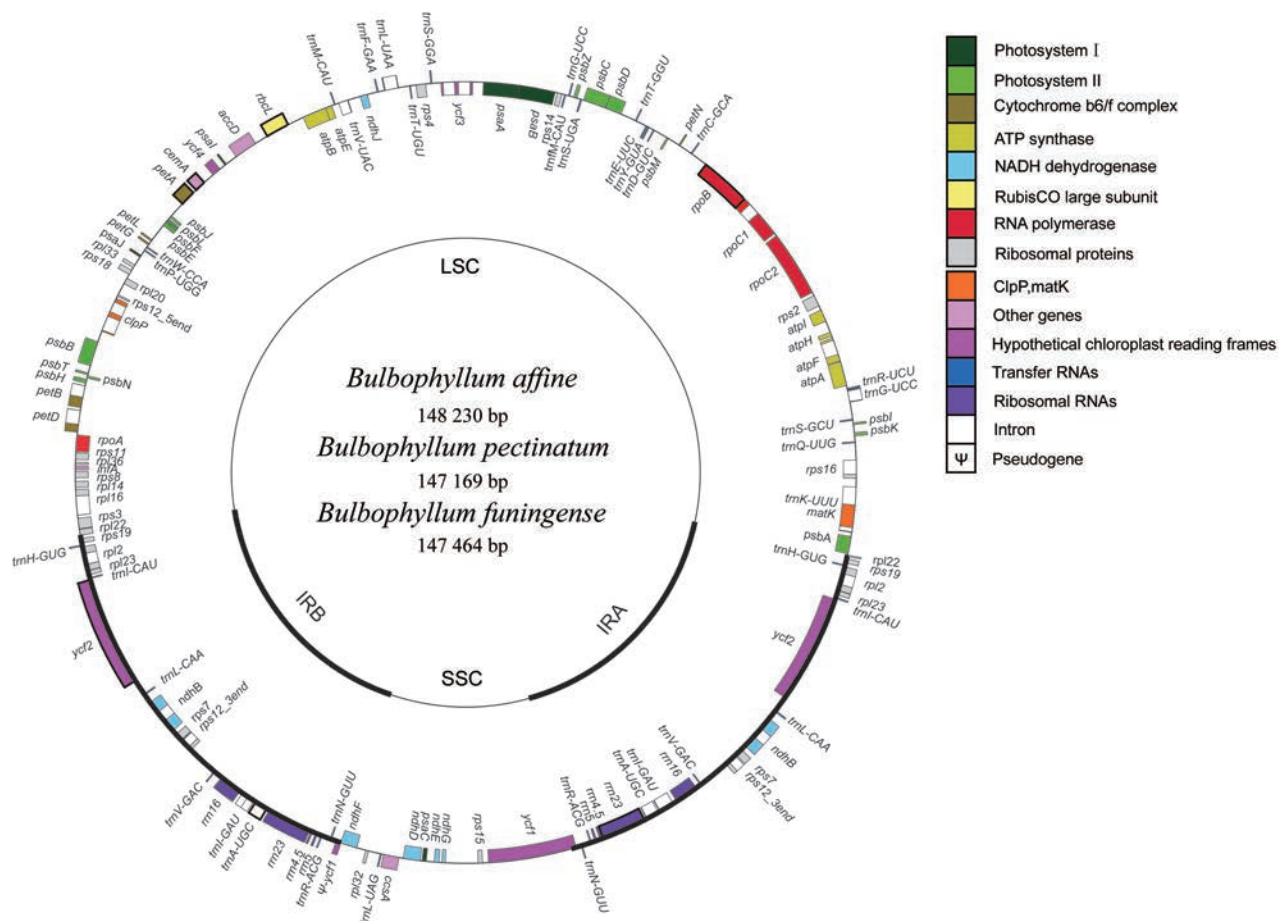 trnM-CAU
trnF-GAA
trnL-UAA
trnS-GGA
trnG-UCC
psbZ
psbC
psbD
trnT-GGU
petN
trnC-GCA
rbcL
accD
psaI
ycf4
cemA
petA
atpB
atpE
trnV-UAC
ndhJ
trnT-UGU
rps4
ycf3
psaA
psaB
rps14
trnfM-CAU
trnS-UGA
trnE-UUC
trnY-GUA
trnD-GUC
psbM
rpoB
rpoC1
rpoC2
rps2
atpI
atpH
atpF
atpA
trnR-UCU
trnG-UCC
trnS-GCU
psbI
psbK
trnQ-UUG
rps16
trnK-UUU
matK
psbA
trnH-GUG
rpl22
rps19
rpl2
rpl23
trnI-CAU
ycf2
trnL-CAA
ndhB
rps7
rps12_3end
trnV-GAC
rrn16
trnI-GAU
trnA-UGC
rrn23
rrn4.5
rrn5
trnR-ACG
trnN-GUU
ycf1
rps15
ndhG
ndhE
psaC
ndhD
ccsA
trnL-UAG
rpl32
ndhF
trnN-GUU
Ψ-ycf1
trnR-ACG
rrn5
rrn4.5
rrn23
trnA-UGC
trnI-GAU
rrn16
trnV-GAC
rps12_3end
rps7
ndhB
trnL-CAA
ycf2
trnI-CAU
rpl23
rpl2
trnH-GUG
rps19
rpl22
rps3
rpl16
rpl14
rps8
infA
rpl36
rps11
rpoA
petD
petB
psbH
psbN
psbT
psbB
clpP
rps12_5end
rpl20
rps18
rpl33
psaJ
petG
petL
trnP-UGG
trnW-CCA
psbE
psbF
psbL
psbJ
LSC
Bulbophyllum affine
148 230 bp
Bulbophyllum pectinatum
147 169 bp
Bulbophyllum funingense
147 464 bp
IRB
IRA
SSC
Photosystem I
Photosystem II
Cytochrome b6/f complex
ATP synthase
NADH dehydrogenase
RubisCO large subunit
RNA polymerase
Ribosomal proteins
ClpP,matK
Other genes
Hypothetical chloroplast reading frames
Transfer RNAs
Ribosomal RNAs
Intron
Ψ Pseudogene